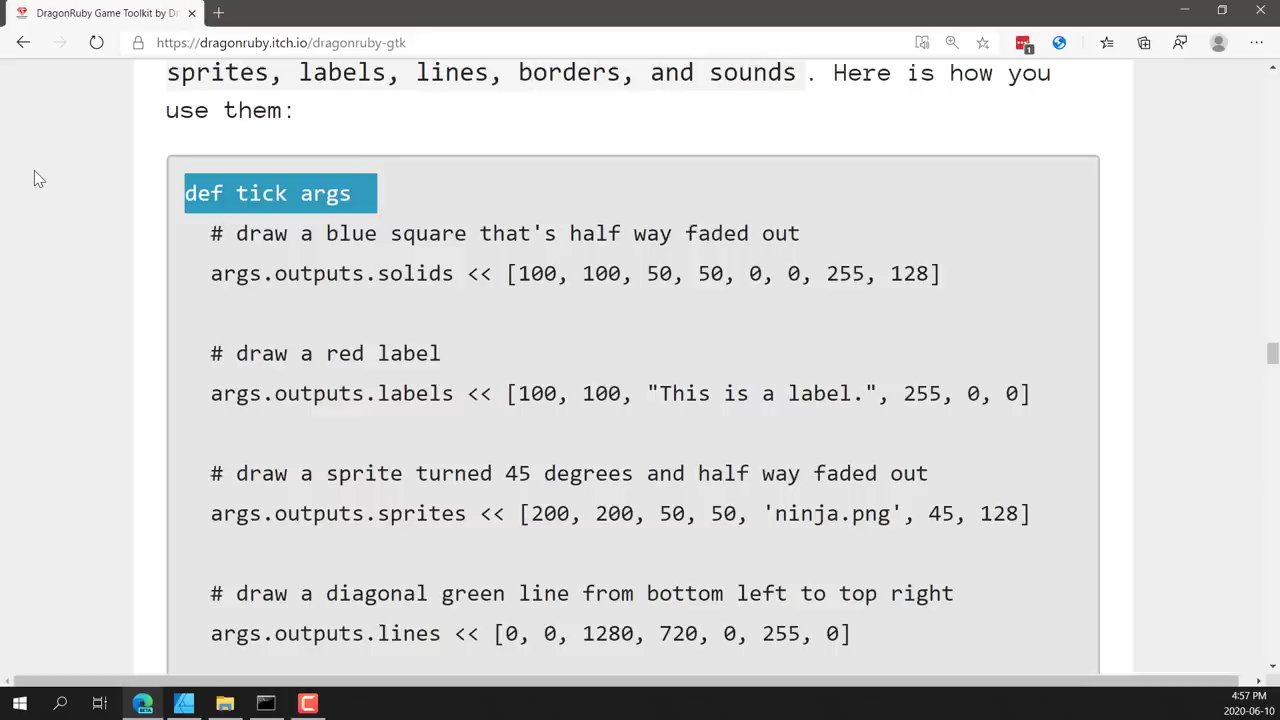 DragonRuby Game Toolkit by Dr
https://dragonruby.itch.io/dragonruby-gtk
1
sprites, labels, lines, borders, and sounds . Here is how you
use them:
def tick args
# draw a blue square that's half way faded out
args.outputs.solids << [100, 100, 50, 50, 0, 0, 255, 128]
# draw a red label
args.outputs.labels << [100, 100, "This is a label.", 255, 0, 0]
# draw a sprite turned 45 degrees and half way faded out
args.outputs.sprites << [200, 200, 50, 50, 'ninja.png', 45, 128]
# draw a diagonal green line from bottom left to top right
args.outputs.lines << [0, 0, 1280, 720, 0, 255, 0]
BETA
4:57 PM
2020-06-10